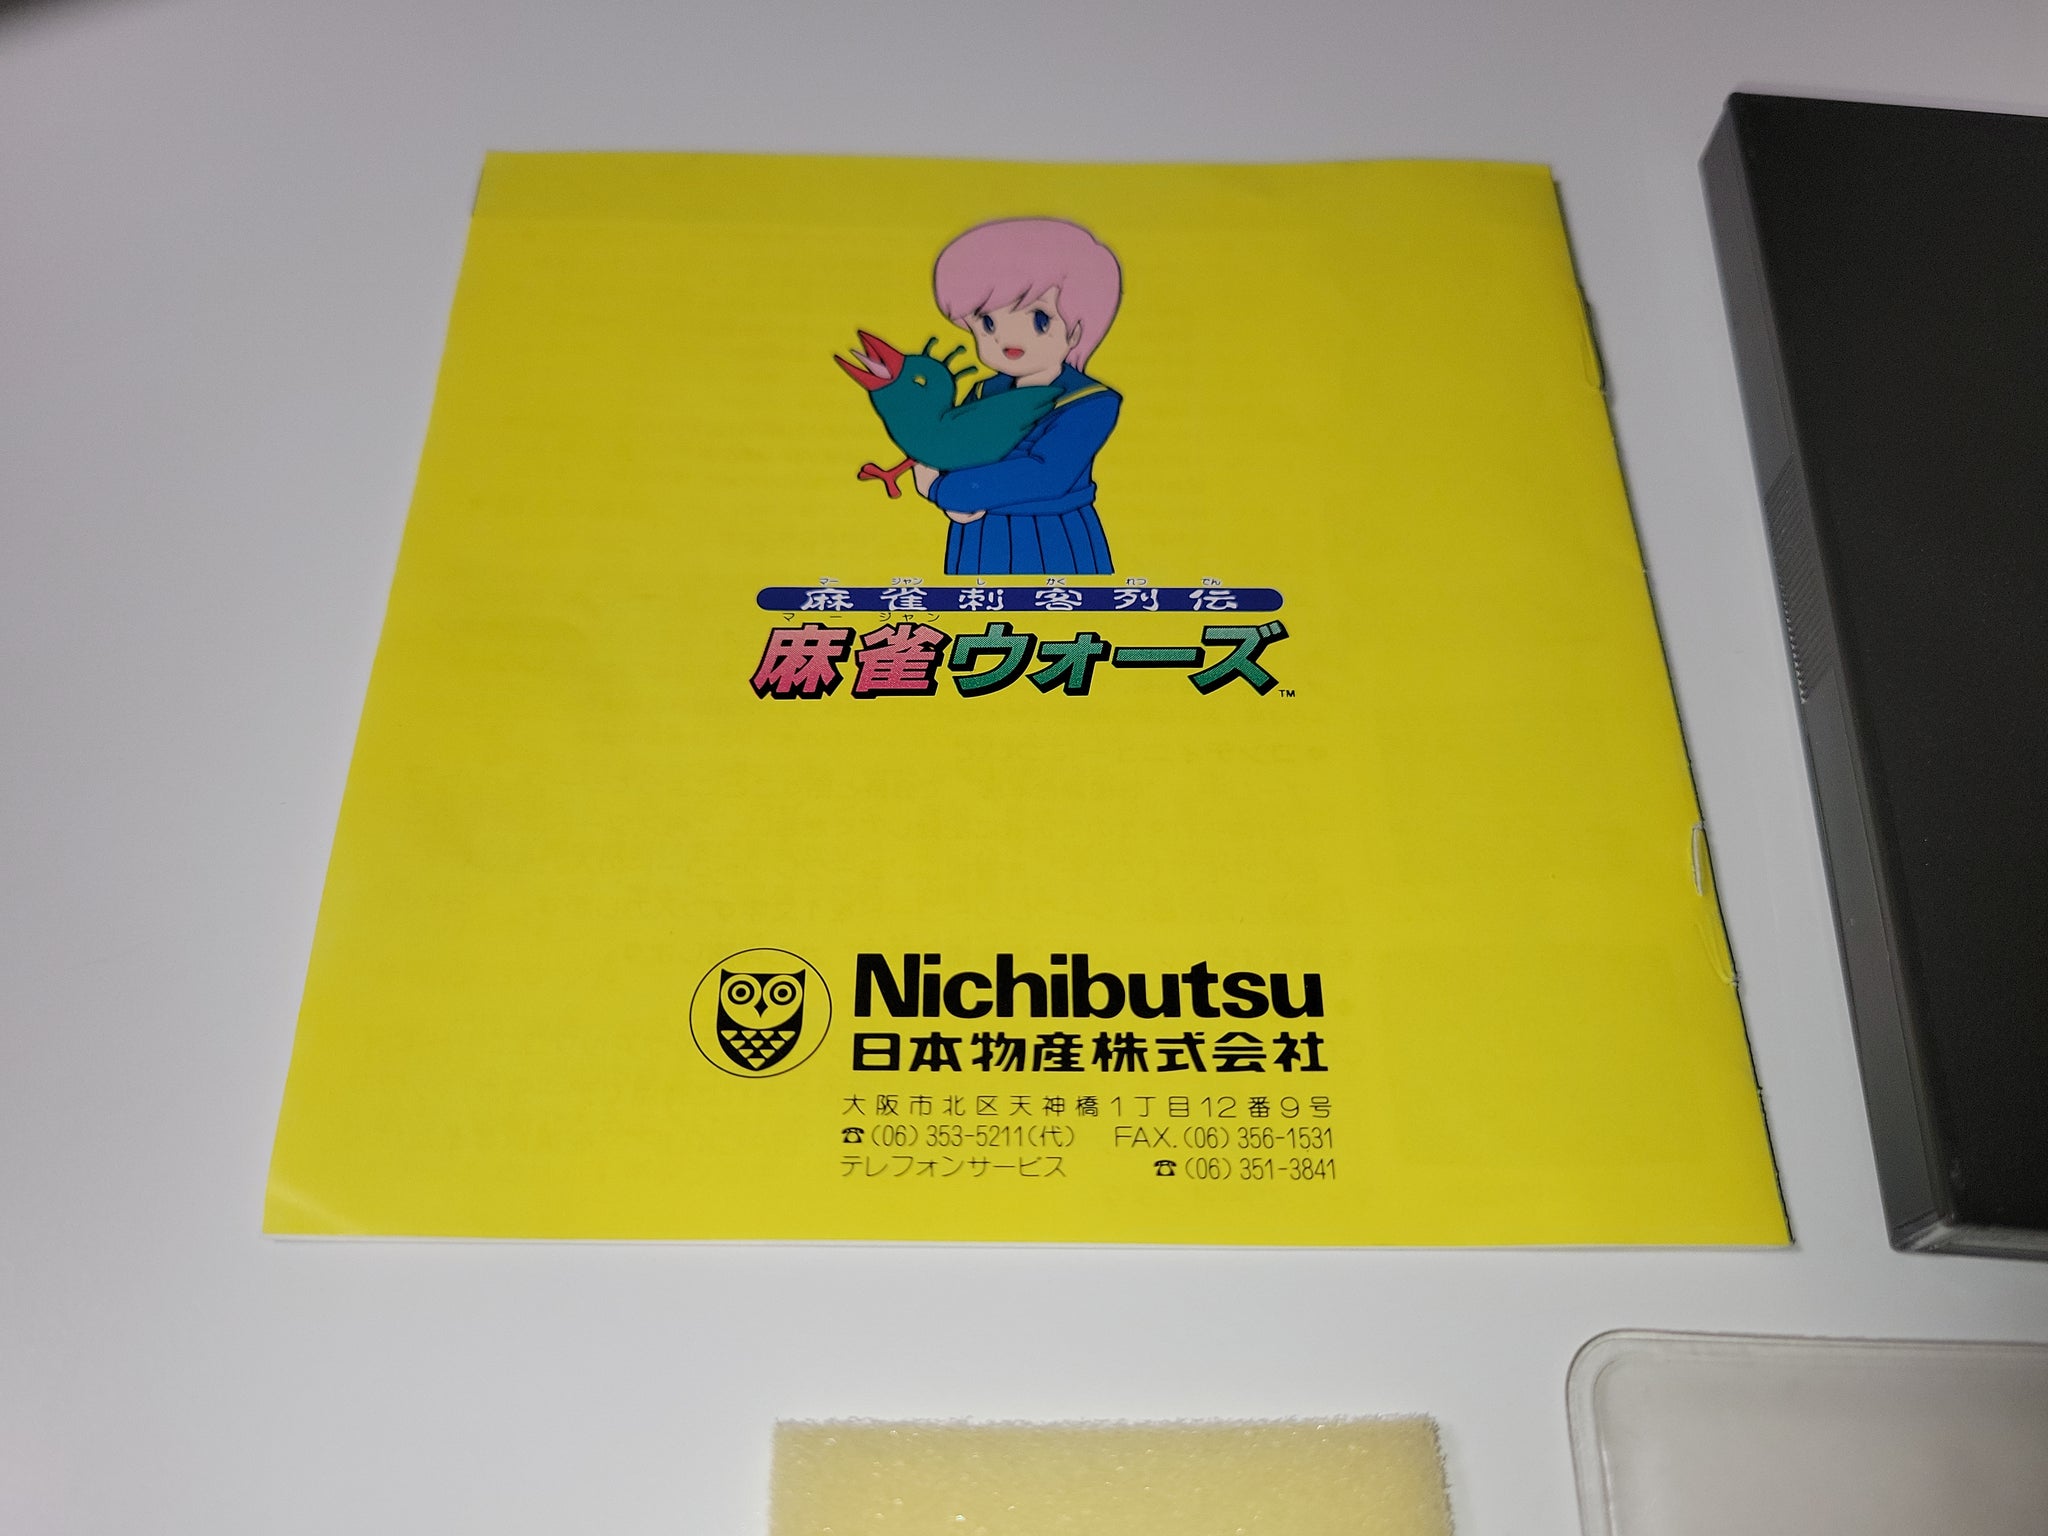 マー ジャン し かく れつ でん
麻雀刺客列伝
マー ジャン
麻雀ウォーズ™
Nichibutsu
日本物産株式会社
大阪市北区天神橋1丁目12番9号
☎(06)353-5211(代) FAX.(06)356-1531
テレフォンサービス ☎(06)351-3841